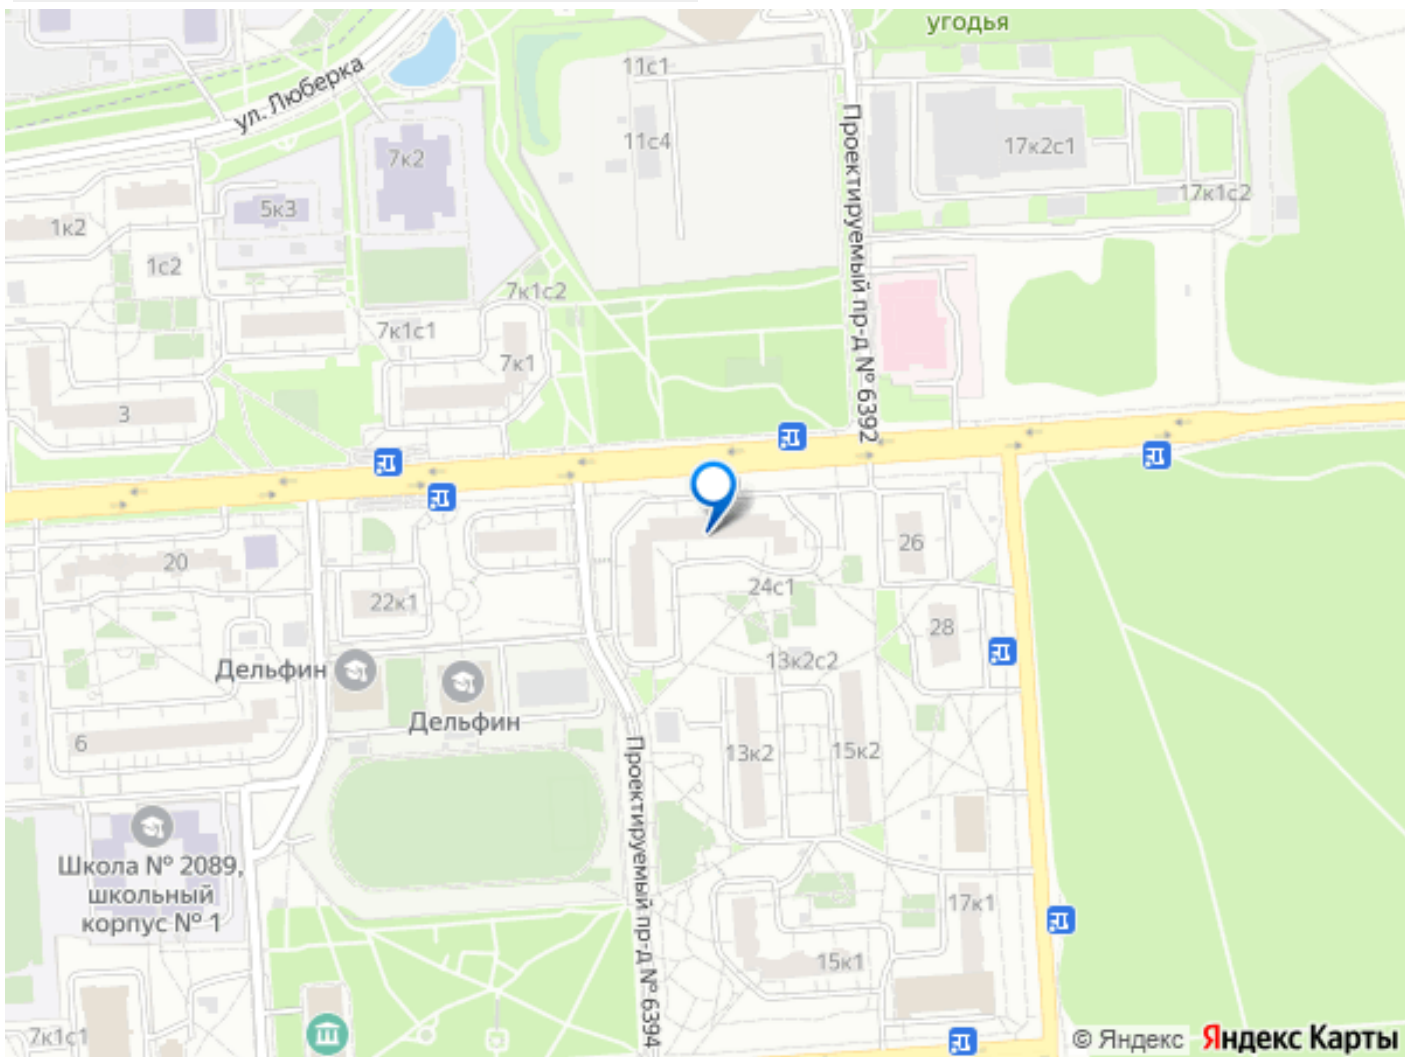 угодья
11с1
ул. Люберка
Проектируемый пр-д № 6392
11с4
17к2с1
7к2
17к1с2
5к3
1к2
1с2
7к1с2
7к1с1
7к1
3
26
20
24с1
22к1
28
13к2с2
Дельфин
Дельфин
6
13к2
15к2
Проектируемый пр-д № 6394
Школа № 2089,
школьный
корпус № 1
17к1
15к1
7к1с1
© Яндекс Яндекс Карты